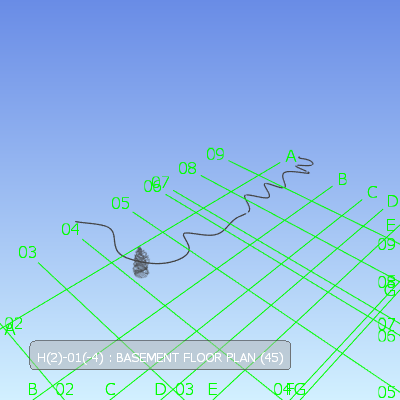 09
A
08
B
07
06
C
05
D
04
E
03
09
08
G
02
A
07
06
H(2)-01(-4) : BASEMENT FLOOR PLAN (45)
B
02
C
D
03
E
04
F
G
05